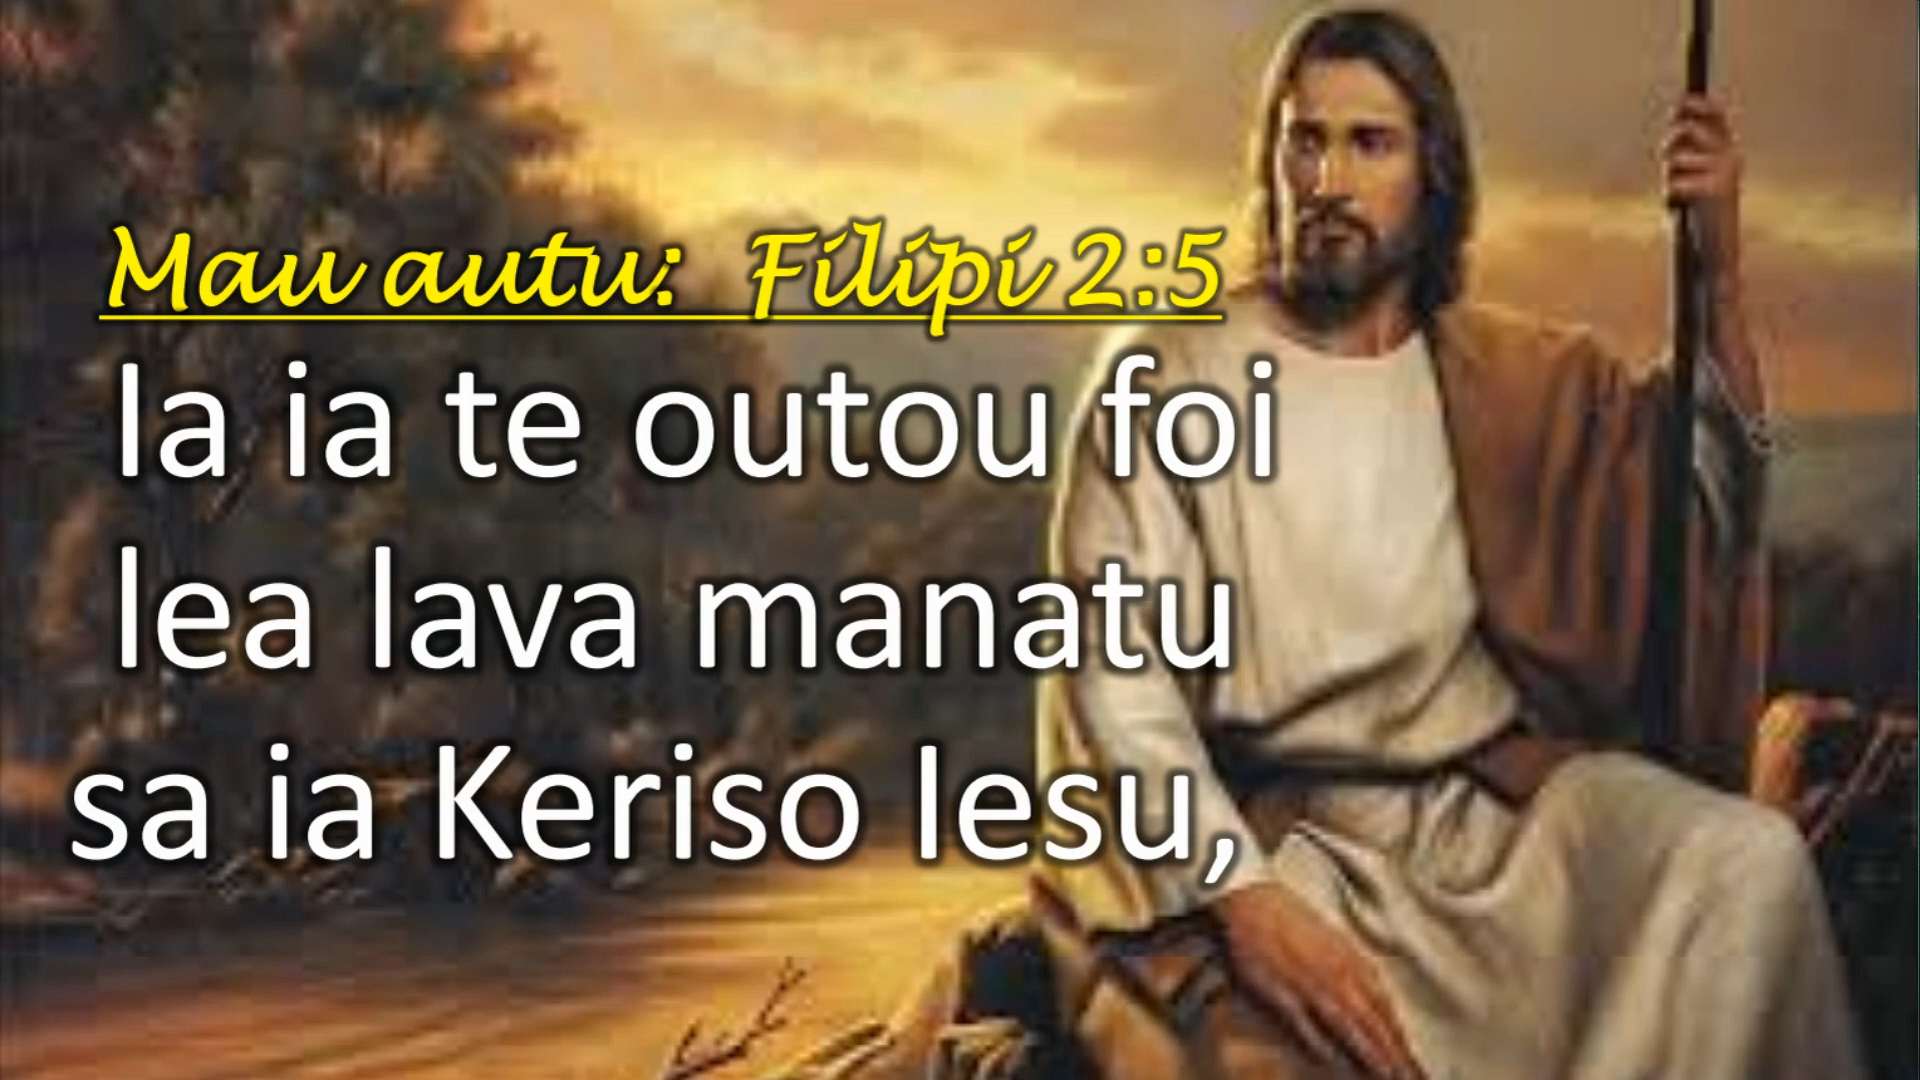 Mau autu: Filipi 2:5
Ia ia te outou foi
lea lava manatu
sa ia Keriso Iesu,